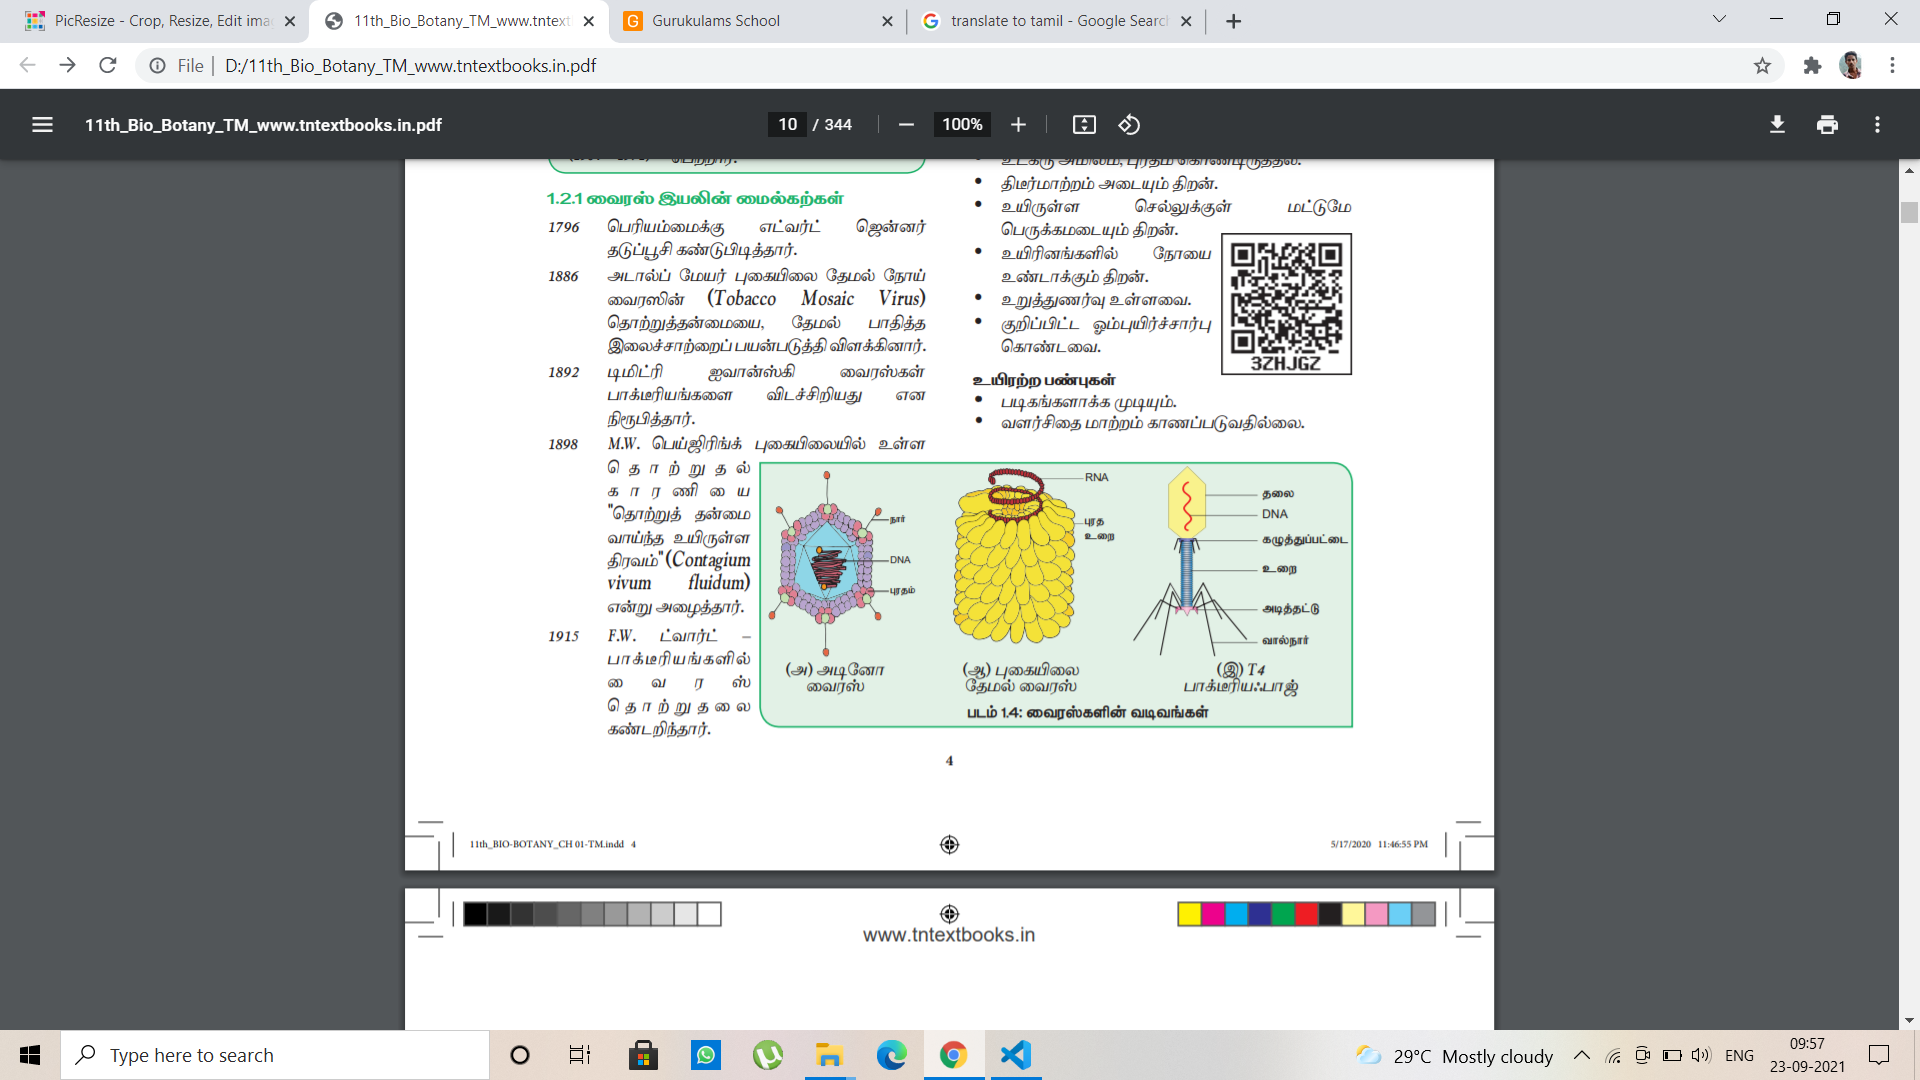 PicResize - Crop, Resize, Edit imag
11th_Bio_Botany_TM_www.tntext
Gurukulams School
translate to tamil - Google Search
File
D:/11th_Bio_Botany_TM_www.tntextbooks.in.pdf
11th_Bio_Botany_TM_www.tntextbooks.in.pdf
10 / 344
100%
1.2.1 வைரஸ் இயலின் மைல்கற்கள்
1796 பெரியம்மைக்கு எட்வர்ட் ஜென்னர்
தடுப்பூசி கண்டுபிடித்தார்.
1886 அடால்ப் மேயர் புகையிலை தேமல் நோய்
வைரஸின் (Tobacco Mosaic Virus)
தொற்றுத்தன்மையை, தேமல் பாதித்த
இலைச்சாற்றைப் பயன்படுத்தி விளக்கினார்.
1892 டிமிட்ரி ஐவான்ஸ்கி வைரஸ்கள்
பாக்டீரியங்களை விடச்சிறியது என
நிரூபித்தார்.
1898 M.W. பெய்ஜிரிங்க் புகையிலையில் உள்ள
தொற்றுதல்
காரணியை
"தொற்றுத் தன்மை
வாய்ந்த உயிருள்ள
திரவம்" (Contagium
vivum fluidum)
என்று அழைத்தார்.
1915 F.W. ட்வார்ட் –
பாக்டீரியங்களில்
வைரஸ்
தொற்றுதலை
கண்டறிந்தார்.
• உட்கரு அமிலம், புரதம் கொண்டிருத்தல்.
• திடீர்மாற்றம் அடையும் திறன்.
• உயிருள்ள செல்லுக்குள் மட்டுமே
பெருக்கமடையும் திறன்.
• உயிரினங்களில் நோயை
உண்டாக்கும் திறன்.
• உறுத்துணர்வு உள்ளவை.
• குறிப்பிட்ட ஓம்புயிர்ச்சார்பு
கொண்டவை.
3ZHJGZ
உயிரற்ற பண்புகள்
• படிகங்களாக்க முடியும்.
• வளர்சிதை மாற்றம் காணப்படுவதில்லை.
நார்
DNA
புரதம்
(அ) அடினோ
வைரஸ்
RNA
புரத
உறை
(ஆ) புகையிலை
தேமல் வைரஸ்
தலை
DNA
கழுத்துப்பட்டை
உறை
அடித்தட்டு
வால்நார்
(இ) T4
பாக்டீரியஃபாஜ்
படம் 1.4: வைரஸ்களின் வடிவங்கள்
4
11th_BIO-BOTANY_CH 01-TM.indd 4
5/17/2020 11:46:55 PM
www.tntextbooks.in
Type here to search
29°C Mostly cloudy
ENG
09:57
23-09-2021